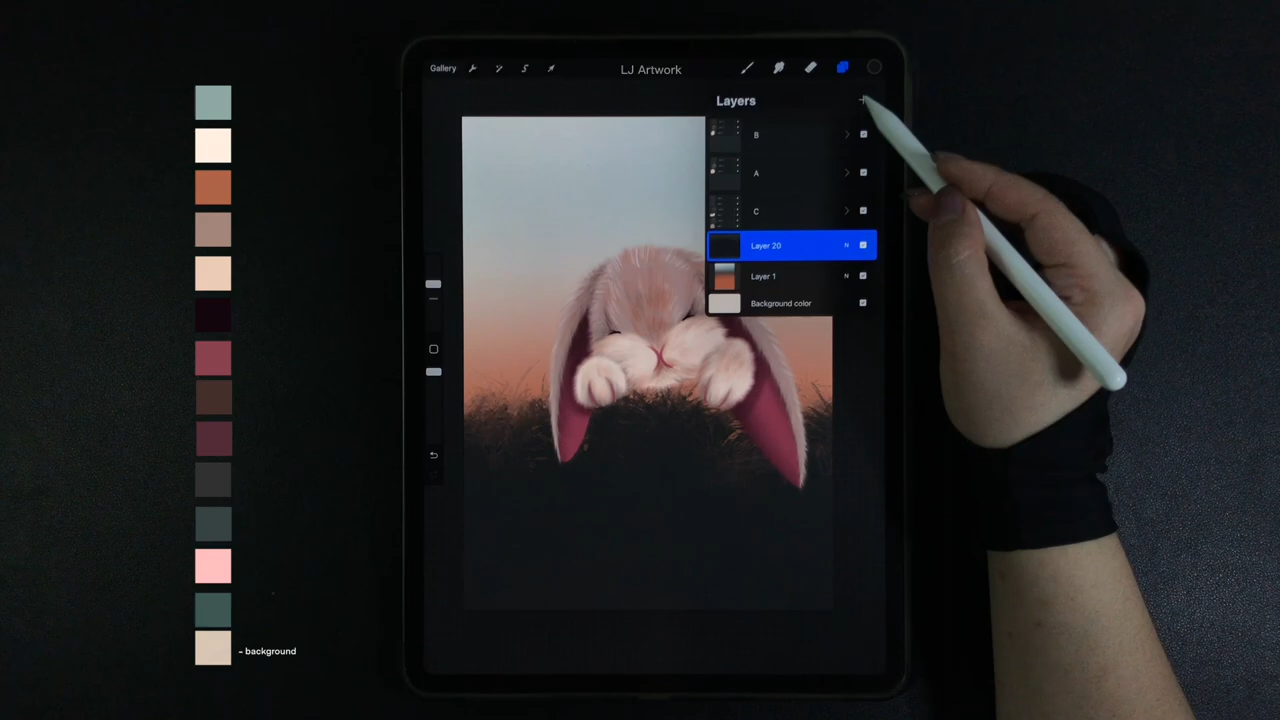 Gallery
LJ Artwork
Layers
B
A
C
Layer 20 N
Layer 1 N
Background color
- background